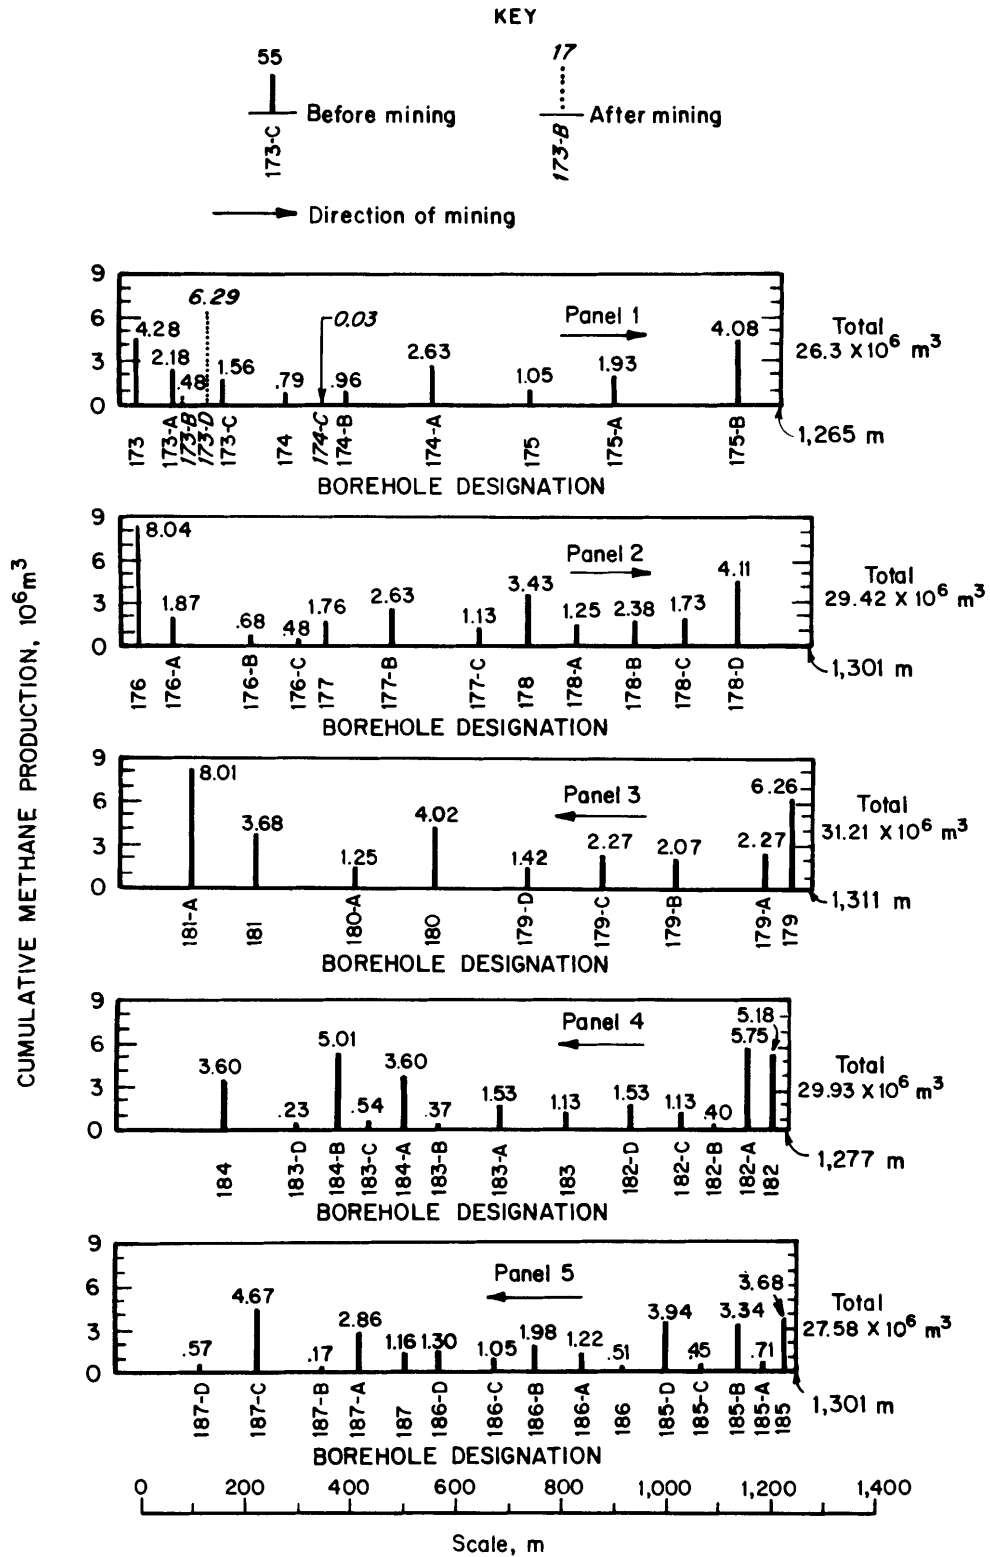 KEY
55
173-C
Before mining
17
173-B
After mining
Direction of mining
CUMULATIVE METHANE PRODUCTION, 10⁶m³
9
6
3
0
4.28
2.18
.48
6.29
1.56
.79
0.03
.96
2.63
1.05
1.93
4.08
Panel 1
Total
26.3 X10⁶ m³
1,265 m
173
173-A
173-B
173-D
173-C
174
174-C
174-B
174-A
175
175-A
175-B
BOREHOLE DESIGNATION
9
6
3
0
8.04
1.87
.68
.48
1.76
2.63
1.13
3.43
1.25
2.38
1.73
4.11
Panel 2
Total
29.42 X10⁶ m³
1,301 m
176
176-A
176-B
176-C
177
177-B
177-C
178
178-A
178-B
178-C
178-D
BOREHOLE DESIGNATION
9
6
3
0
8.01
3.68
1.25
4.02
1.42
2.27
2.07
2.27
6.26
Panel 3
Total
31.21 X10⁶ m³
1,311 m
181-A
181
180-A
180
179-D
179-C
179-B
179-A
179
BOREHOLE DESIGNATION
9
6
3
0
3.60
.23
5.01
.54
3.60
.37
1.53
1.13
1.53
1.13
.40
5.75
5.18
Panel 4
Total
29.93 X10⁶ m³
1,277 m
184
183-D
184-B
183-C
184-A
183-B
183-A
183
182-D
182-C
182-B
182-A
182
BOREHOLE DESIGNATION
9
6
3
0
.57
4.67
.17
2.86
1.16
1.30
1.05
1.98
1.22
.51
3.94
.45
3.34
.71
3.68
Panel 5
Total
27.58 X10⁶ m³
1,301 m
187-D
187-C
187-B
187-A
187
186-D
186-C
186-B
186-A
186
185-D
185-C
185-B
185-A
185
BOREHOLE DESIGNATION
0 200 400 600 800 1,000 1,200 1,400
Scale, m